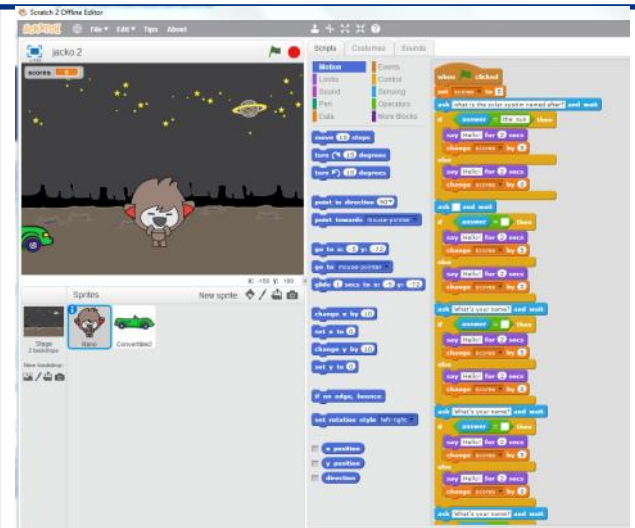 Scratch 2 Offline Editor
SCRATCH File Edit Tips About
jacko 2
scores 0
X: -150 Y: 180
Sprites New sprite:
Stage
2 backdrops
New backdrop:
Nano
Convertible2
Scripts Costumes Sounds
Motion Events
Looks Control
Sound Sensing
Pen Operators
Data More Blocks
move 10 steps
turn 15 degrees
turn 15 degrees
point in direction 90
point towards mouse-pointer
go to x: y: -72
go to mouse-pointer
glide 1 secs to x: y: -72
change x by 10
set x to 0
change y by 10
set y to 0
if on edge, bounce
set rotation style left-right
x position
y position
direction
when clicked
set scores to 0
ask what is the solar system named after? and wait
if answer = the sun then
say Hello! for 2 secs
change scores by
else
say Hello! for 2 secs
change scores by
ask and wait
if answer = then
say Hello! for 2 secs
change scores by
else
say Hello! for 2 secs
change scores by
ask What's your name? and wait
if answer = then
say Hello! for 2 secs
change scores by
else
say Hello! for 2 secs
change scores by
ask What's your name? and wait
if answer = then
say Hello! for 2 secs
change scores by
else
say Hello! for 2 secs
change scores by
ask What's your name? and wait